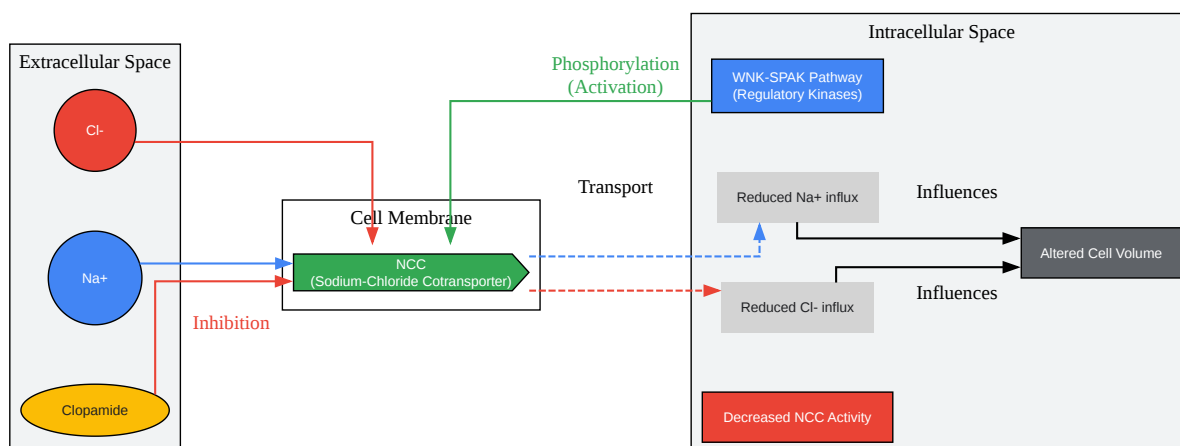 Extracellular Space
Cl-
Na+
Clopamide
Inhibition
Cell Membrane
NCC
(Sodium-Chloride Cotransporter)
Phosphorylation
(Activation)
Transport
Intracellular Space
WNK-SPAK Pathway
(Regulatory Kinases)
Reduced Na+ influx
Influences
Altered Cell Volume
Reduced Cl- influx
Influences
Decreased NCC Activity